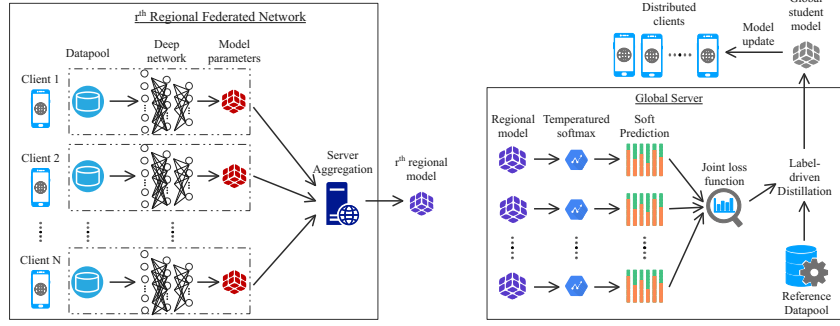 rth Regional Federated Network
Datapool
Deep
network
Model
parameters
Client 1
Client 2
Client N
Server
Aggregation
rth regional
model
Distributed
clients
Model
update
Global
student
model
Global Server
Regional
model
Temperatured
softmax
Soft
Prediction
Joint loss
function
Label-
driven
Distillation
Reference
Datapool